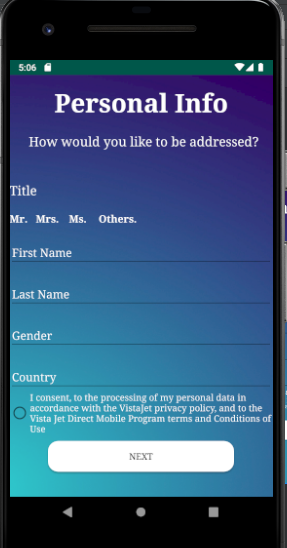 5:06
Personal Info
How would you like to be addressed?
Title
Mr. Mrs. Ms. Others.
First Name
Last Name
Gender
Country
I consent, to the processing of my personal data in
accordance with the VistaJet privacy policy, and to the
Vista Jet Direct Mobile Program terms and Conditions of
Use
NEXT